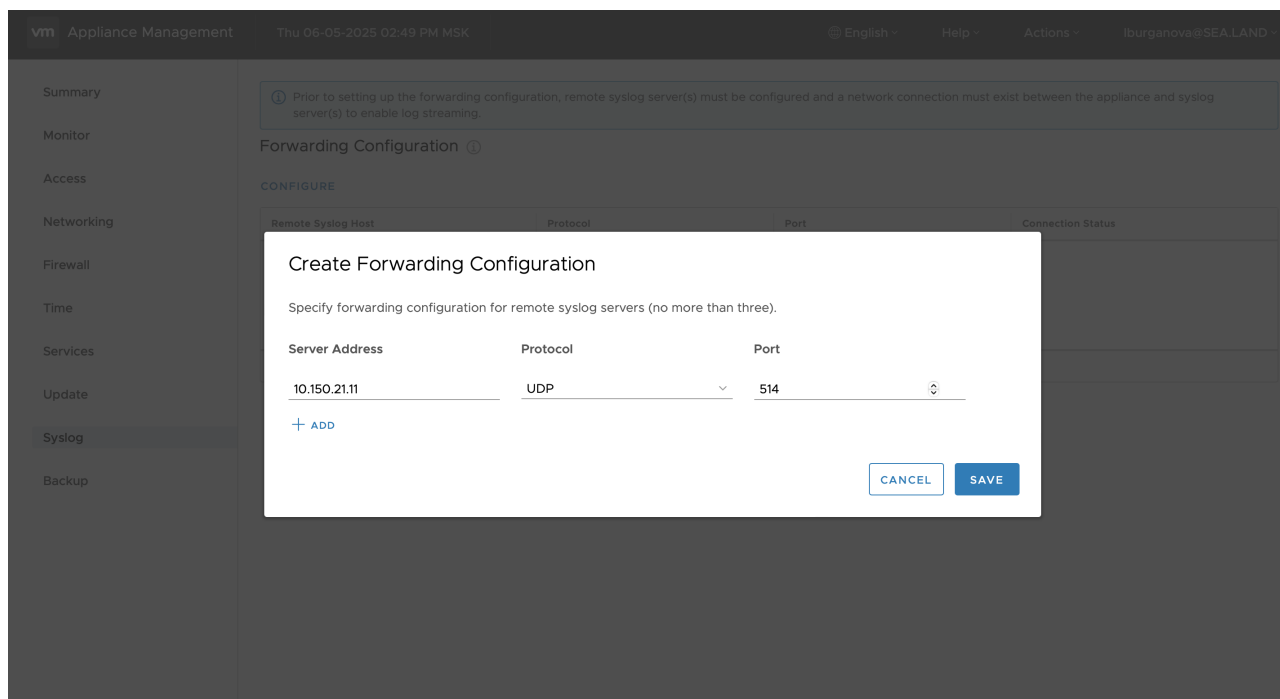 vm Appliance Management Thu 06-05-2025 02:49 PM MSK English Help Actions lburganova@SEA.LAND
Summary
Monitor
Access
Networking
Firewall
Time
Services
Update
Syslog
Backup
Prior to setting up the forwarding configuration, remote syslog server(s) must be configured and a network connection must exist between the appliance and syslog
server(s) to enable log streaming.
Forwarding Configuration
CONFIGURE
Remote Syslog Host Protocol Port Connection Status
Create Forwarding Configuration
Specify forwarding configuration for remote syslog servers (no more than three).
Server Address Protocol Port
10.150.21.11 UDP 514
+ ADD
CANCEL SAVE